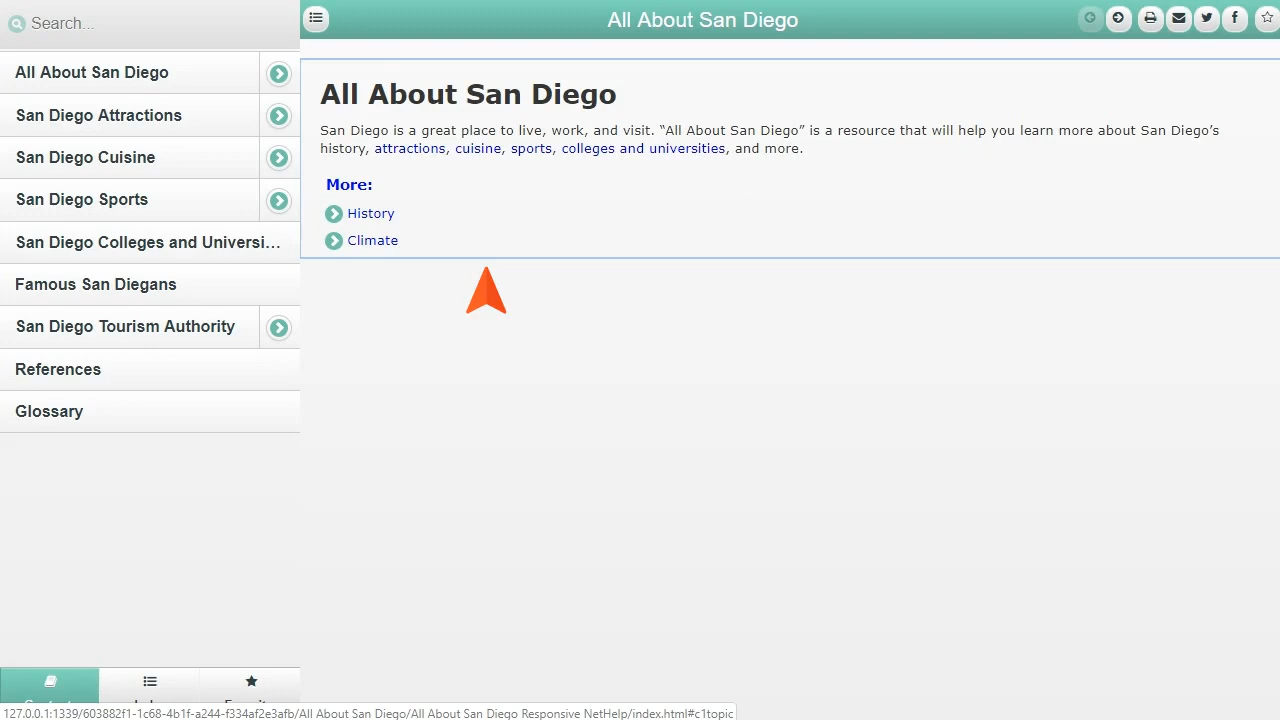 Search...
All About San Diego
San Diego Attractions
San Diego Cuisine
San Diego Sports
San Diego Colleges and Universi...
Famous San Diegans
San Diego Tourism Authority
References
Glossary
All About San Diego
All About San Diego
San Diego is a great place to live, work, and visit. “All About San Diego” is a resource that will help you learn more about San Diego’s
history, attractions, cuisine, sports, colleges and universities, and more.
More:
History
Climate
127.0.0.1:1339/603882f1-1c68-4b1f-a244-f334af2e3afb/All About San Diego/All About San Diego Responsive NetHelp/index.html#c1topic